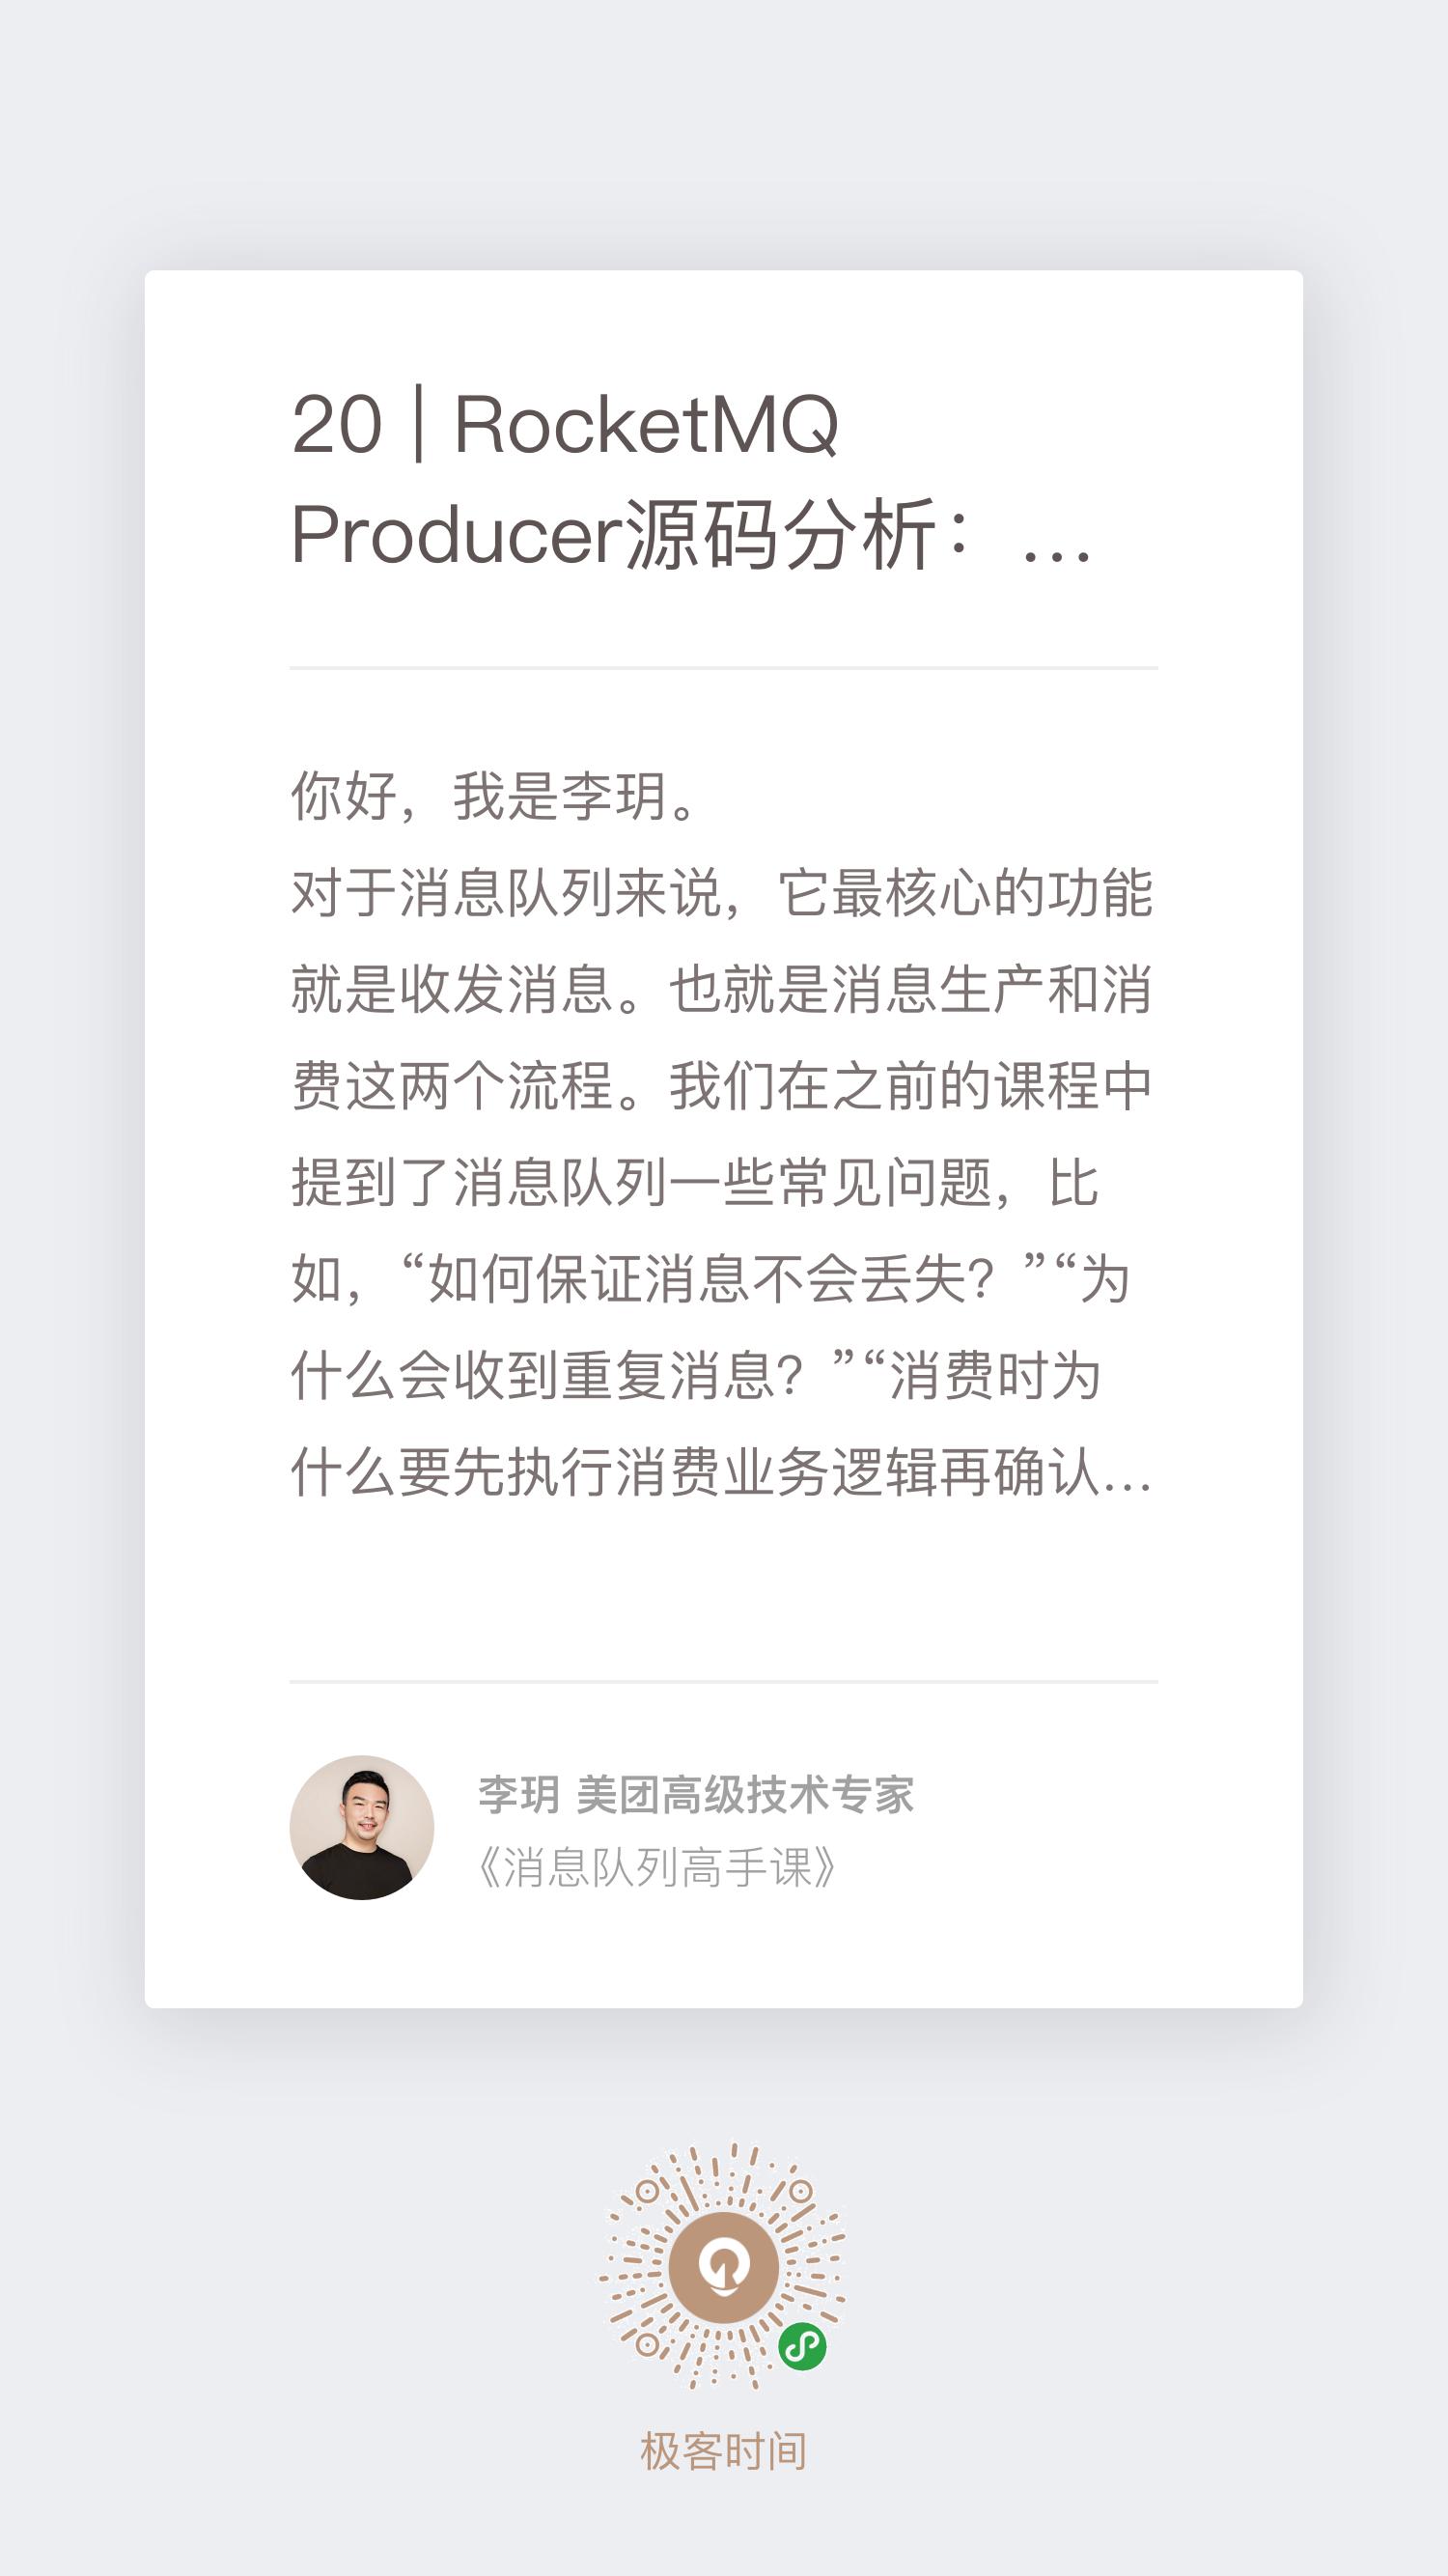 20 | RocketMQ
Producer源码分析：...
你好，我是李玥。
对于消息队列来说，它最核心的功能
就是收发消息。也就是消息生产和消
费这两个流程。我们在之前的课程中
提到了消息队列一些常见问题，比
如，“如何保证消息不会丢失？”“为
什么会收到重复消息？”“消费时为
什么要先执行消费业务逻辑再确认...
李玥 美团高级技术专家
《消息队列高手课》
极客时间